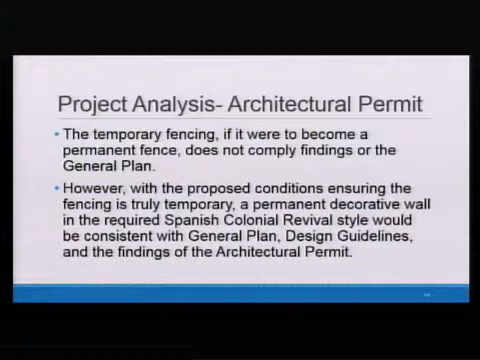 Project Analysis- Architectural Permit
• The temporary fencing, if it were to become a
permanent fence, does not comply findings or the
General Plan.
• However, with the proposed conditions ensuring the
fencing is truly temporary, a permanent decorative wall
in the required Spanish Colonial Revival style would
be consistent with General Plan, Design Guidelines,
and the findings of the Architectural Permit.